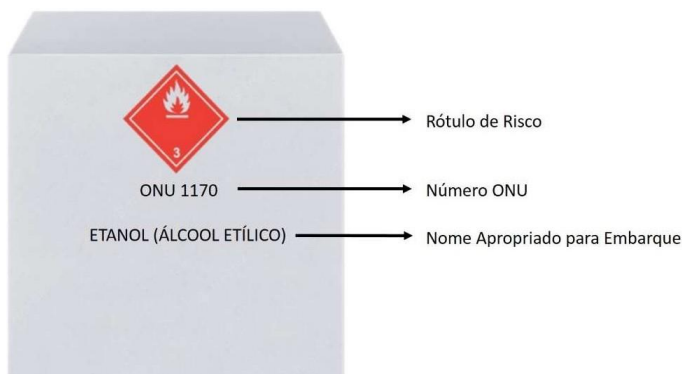 3
Rótulo de Risco
ONU 1170
Número ONU
ETANOL (ÁLCOOL ETÍLICO)
Nome Apropriado para Embarque